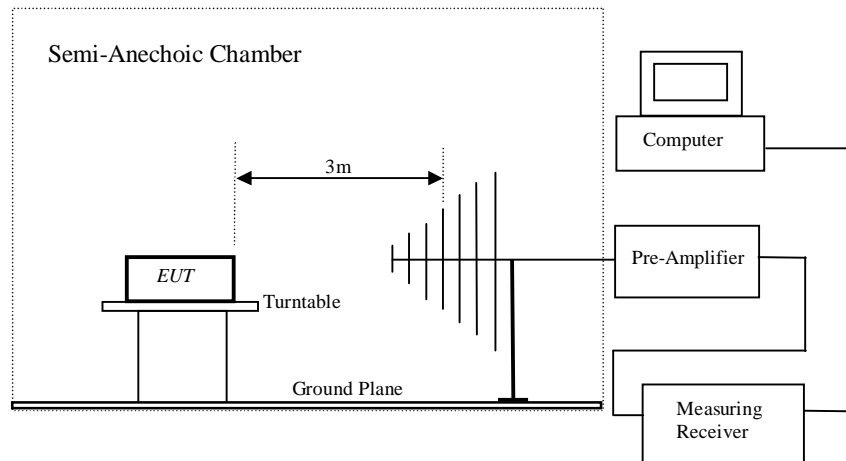 Semi-Anechoic Chamber
Computer
3m
Pre-Amplifier
EUT
Turntable
Ground Plane
Measuring
Receiver